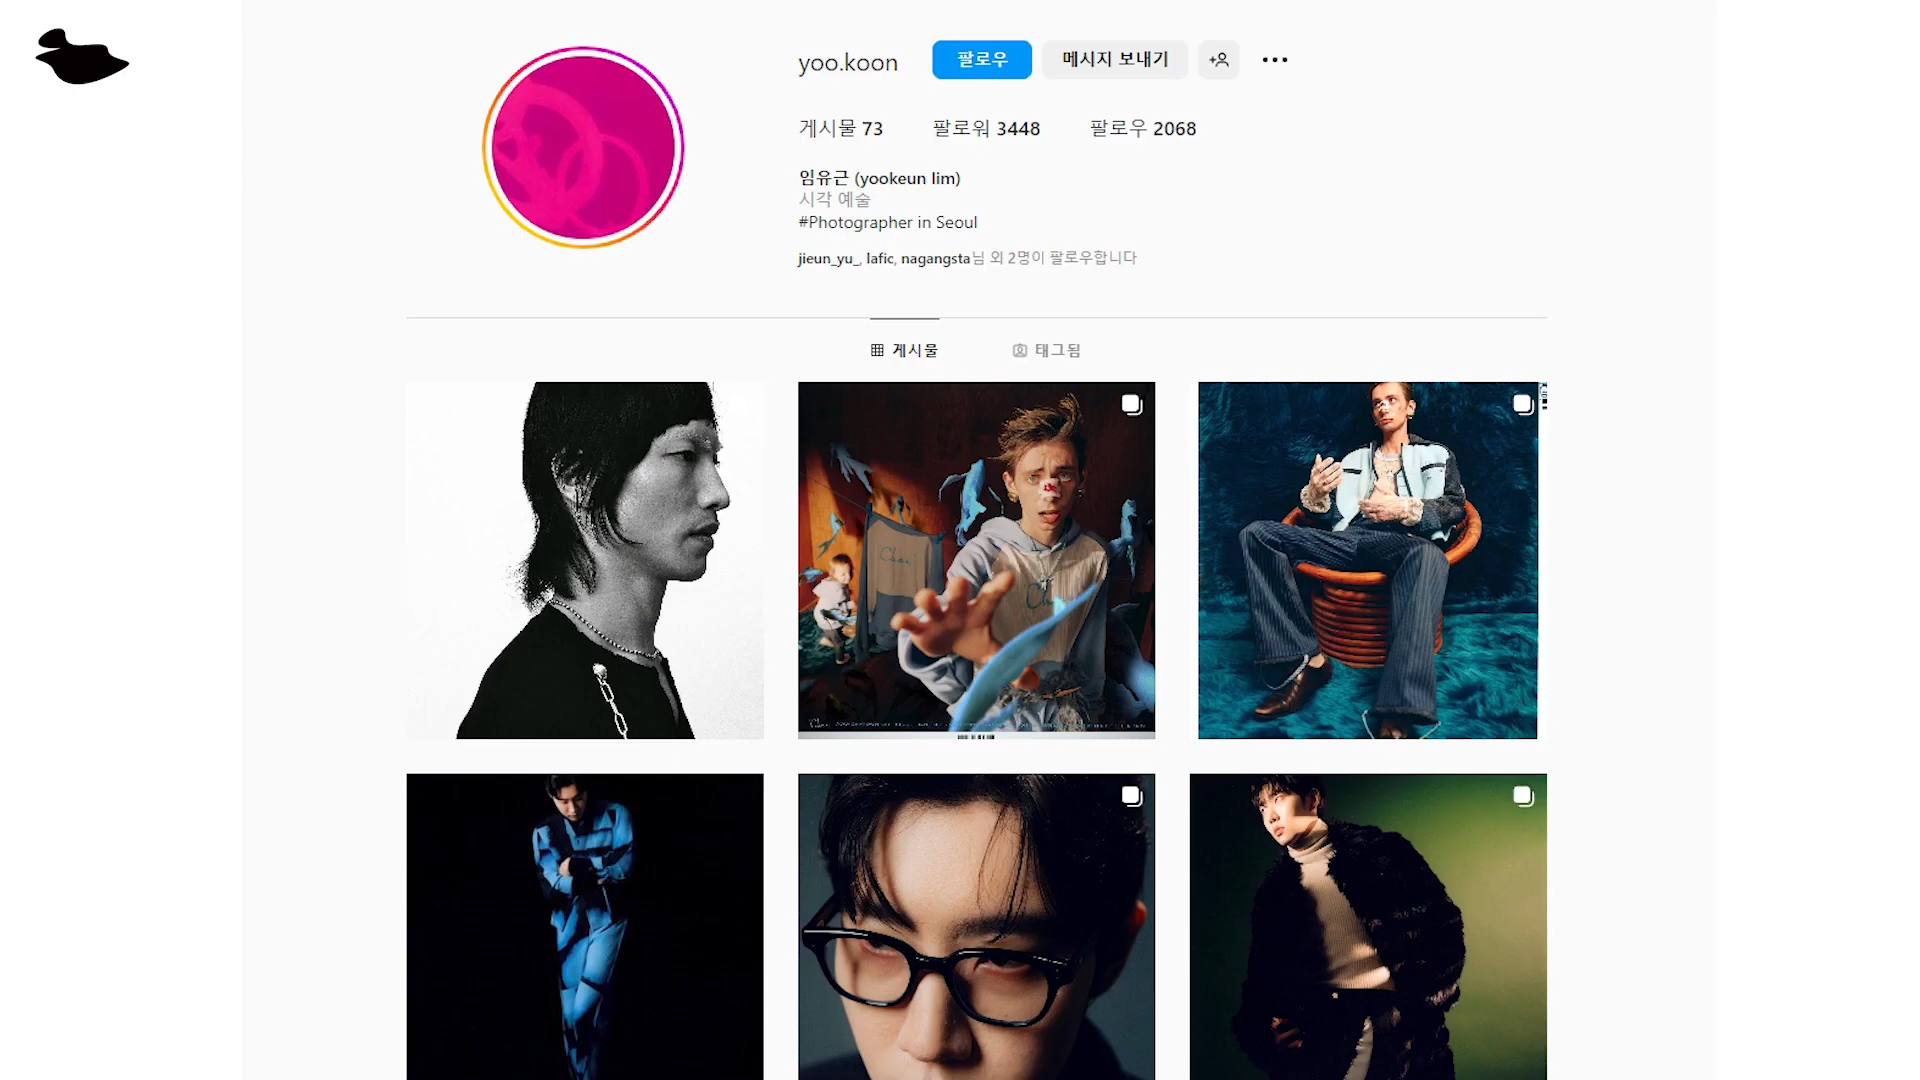 yoo.koon 팔로우 메시지 보내기
게시물 73 팔로워 3448 팔로우 2068
임유근 (yookeun lim)
시각 예술
#Photographer in Seoul
jieun_yu_, lafic, nagangsta님 외 2명이 팔로우합니다
게시물 태그됨